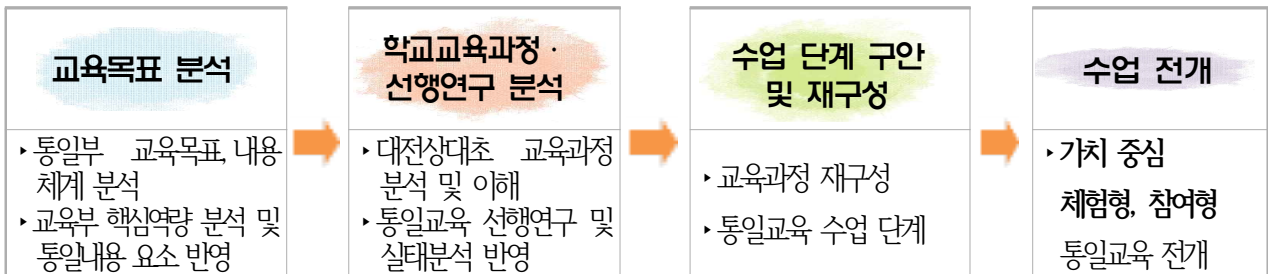 교육목표 분석
‣통일부 교육목표, 내용
체계 분석
‣교육부 핵심역량 분석 및
통일내용 요소 반영
학교교육과정 ·
선행연구 분석
‣대전상대초 교육과정
분석 및 이해
‣통일교육 선행연구 및
실태분석 반영
수업 단계 구안
및 재구성
‣교육과정 재구성
‣통일교육 수업 단계
수업 전개
‣가치 중심
체험형, 참여형
통일교육 전개